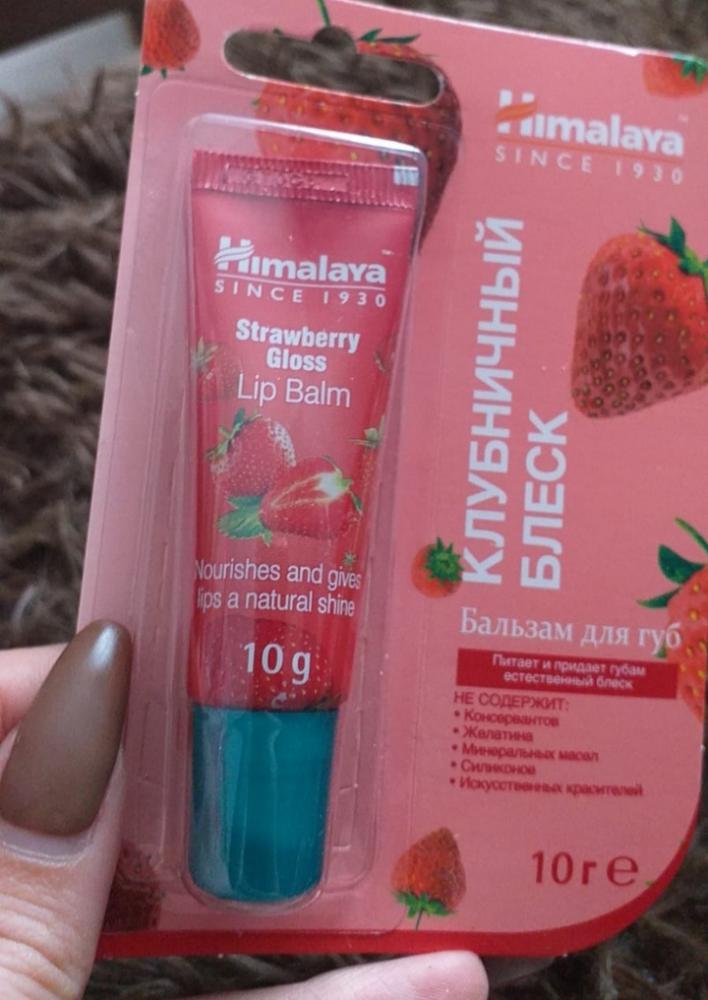 Himalaya
SINCE 1930
Strawberry
Gloss
Lip Balm
Nourishes and gives
lips a natural shine
10 g
Himalaya
SINCE 1930
КЛУБНИЧНЫЙ
БЛЕСК
Бальзам для губ
Питает и придает губам
естественный блеск
НЕ СОДЕРЖИТ:
• Консервантов
• Желатина
• Минеральных масел
• Силиконов
• Искусственных красителей
10 г e